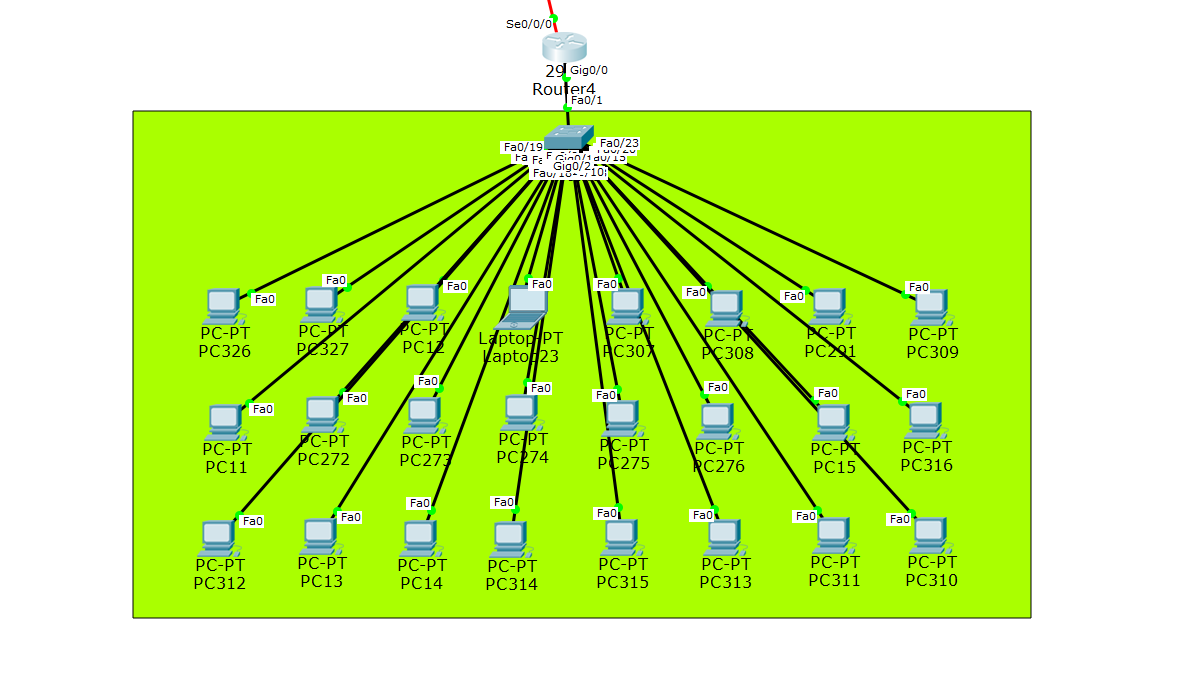 Se0/0/0
29
Gig0/0
Router4
Fa0/1
Fa0/19
Fa0/23
Gig0/1
Gig0/2
Fa0
PC-PT
PC326
Fa0
PC-PT
PC327
Fa0
PC-PT
PC12
Fa0
Laptop-PT
Laptop23
Fa0
PC-PT
PC307
Fa0
PC-PT
PC308
Fa0
PC-PT
PC291
Fa0
PC-PT
PC309
Fa0
PC-PT
PC11
Fa0
PC-PT
PC272
Fa0
PC-PT
PC273
Fa0
PC-PT
PC274
Fa0
PC-PT
PC275
Fa0
PC-PT
PC276
Fa0
PC-PT
PC15
Fa0
PC-PT
PC316
Fa0
PC-PT
PC312
Fa0
PC-PT
PC13
Fa0
PC-PT
PC14
Fa0
PC-PT
PC314
Fa0
PC-PT
PC315
Fa0
PC-PT
PC313
Fa0
PC-PT
PC311
Fa0
PC-PT
PC310